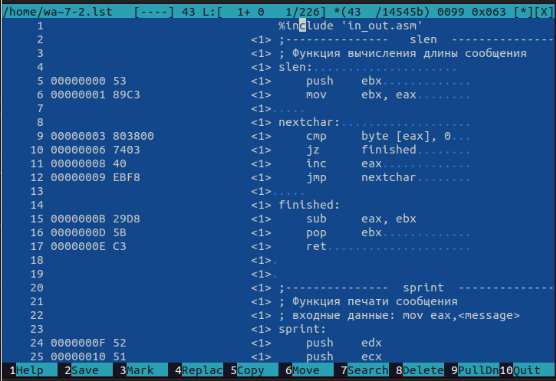 /home/wa-7-2.lst [----] 43 L:[ 1+ 0 1/226] *(43 /14545b) 0099 0x063 [*][X]
1 %include 'in_out.asm'
2 <1> ;--------------- slen ---------------
3 <1> ; Функция вычисления длины сообщения
4 <1> slen:.....................
5 00000000 53 <1> push ebx.............
6 00000001 89C3 <1> mov ebx, eax........
7 <1>.....
8 <1> nextchar:....................
9 00000003 803800 <1> cmp byte [eax], 0...
10 00000006 7403 <1> jz finished........
11 00000008 40 <1> inc eax.............
12 00000009 EBF8 <1> jmp nextchar........
13 <1>.....
14 <1> finished:
15 0000000B 29D8 <1> sub eax, ebx
16 0000000D 5B <1> pop ebx.............
17 0000000E C3 <1> ret.....................
18 <1>.
19 <1>.
20 <1> ;--------------- sprint ---------------
21 <1> ; Функция печати сообщения
22 <1> ; входные данные: mov eax,<message>
23 <1> sprint:
24 0000000F 52 <1> push edx
25 00000010 51 <1> push ecx
1Help 2Save 3Mark 4Replac 5Copy 6Move 7Search 8Delete 9PullDn 10Quit